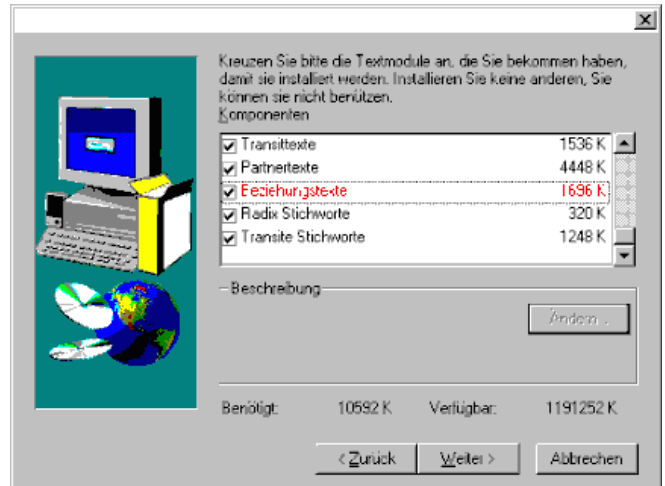 Kreuzen Sie bitte die Textmodule an, die Sie bekommen haben,
damit sie installiert werden. Installieren Sie keine anderen, Sie
können sie nicht benützen.
Komponenten
Transittexte 1536 K
Partnertexte 4448 K
Beziehungstexte 1696 K
Radix Stichworte 320 K
Transite Stichworte 1248 K
Beschreibung
Ändern...
Benötigt: 10592 K Verfügbar: 1191252 K
< Zurück Weiter > Abbrechen